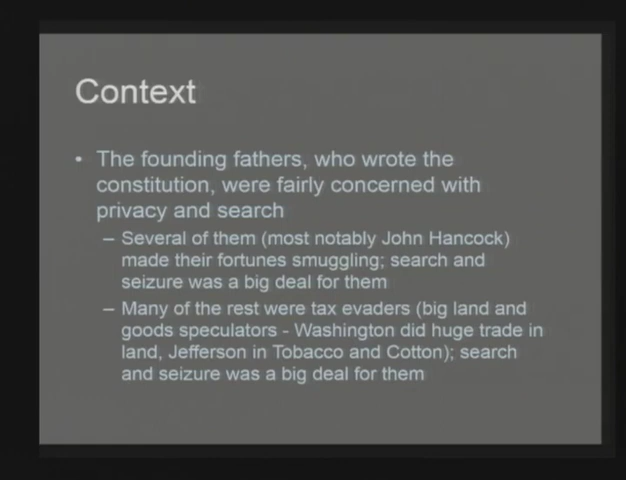 Context
• The founding fathers, who wrote the
constitution, were fairly concerned with
privacy and search
– Several of them (most notably John Hancock)
made their fortunes smuggling; search and
seizure was a big deal for them
– Many of the rest were tax evaders (big land and
goods speculators - Washington did huge trade in
land, Jefferson in Tobacco and Cotton); search
and seizure was a big deal for them